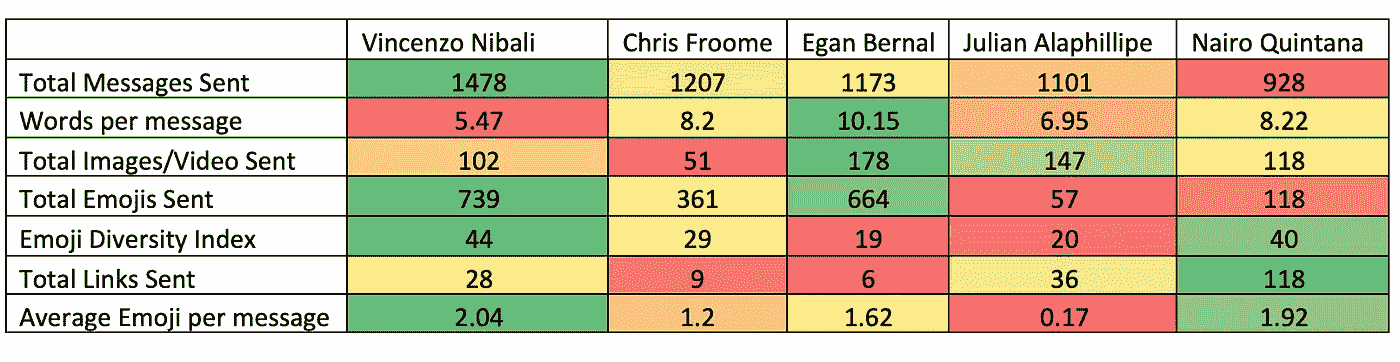 Vincenzo Nibali Chris Froome Egan Bernal Julian Alaphillipe Nairo Quintana
Total Messages Sent 1478 1207 1173 1101 928
Words per message 5.47 8.2 10.15 6.95 8.22
Total Images/Video Sent 102 51 178 147 118
Total Emojis Sent 739 361 664 57 118
Emoji Diversity Index 44 29 19 20 40
Total Links Sent 28 9 6 36 118
Average Emoji per message 2.04 1.2 1.62 0.17 1.92